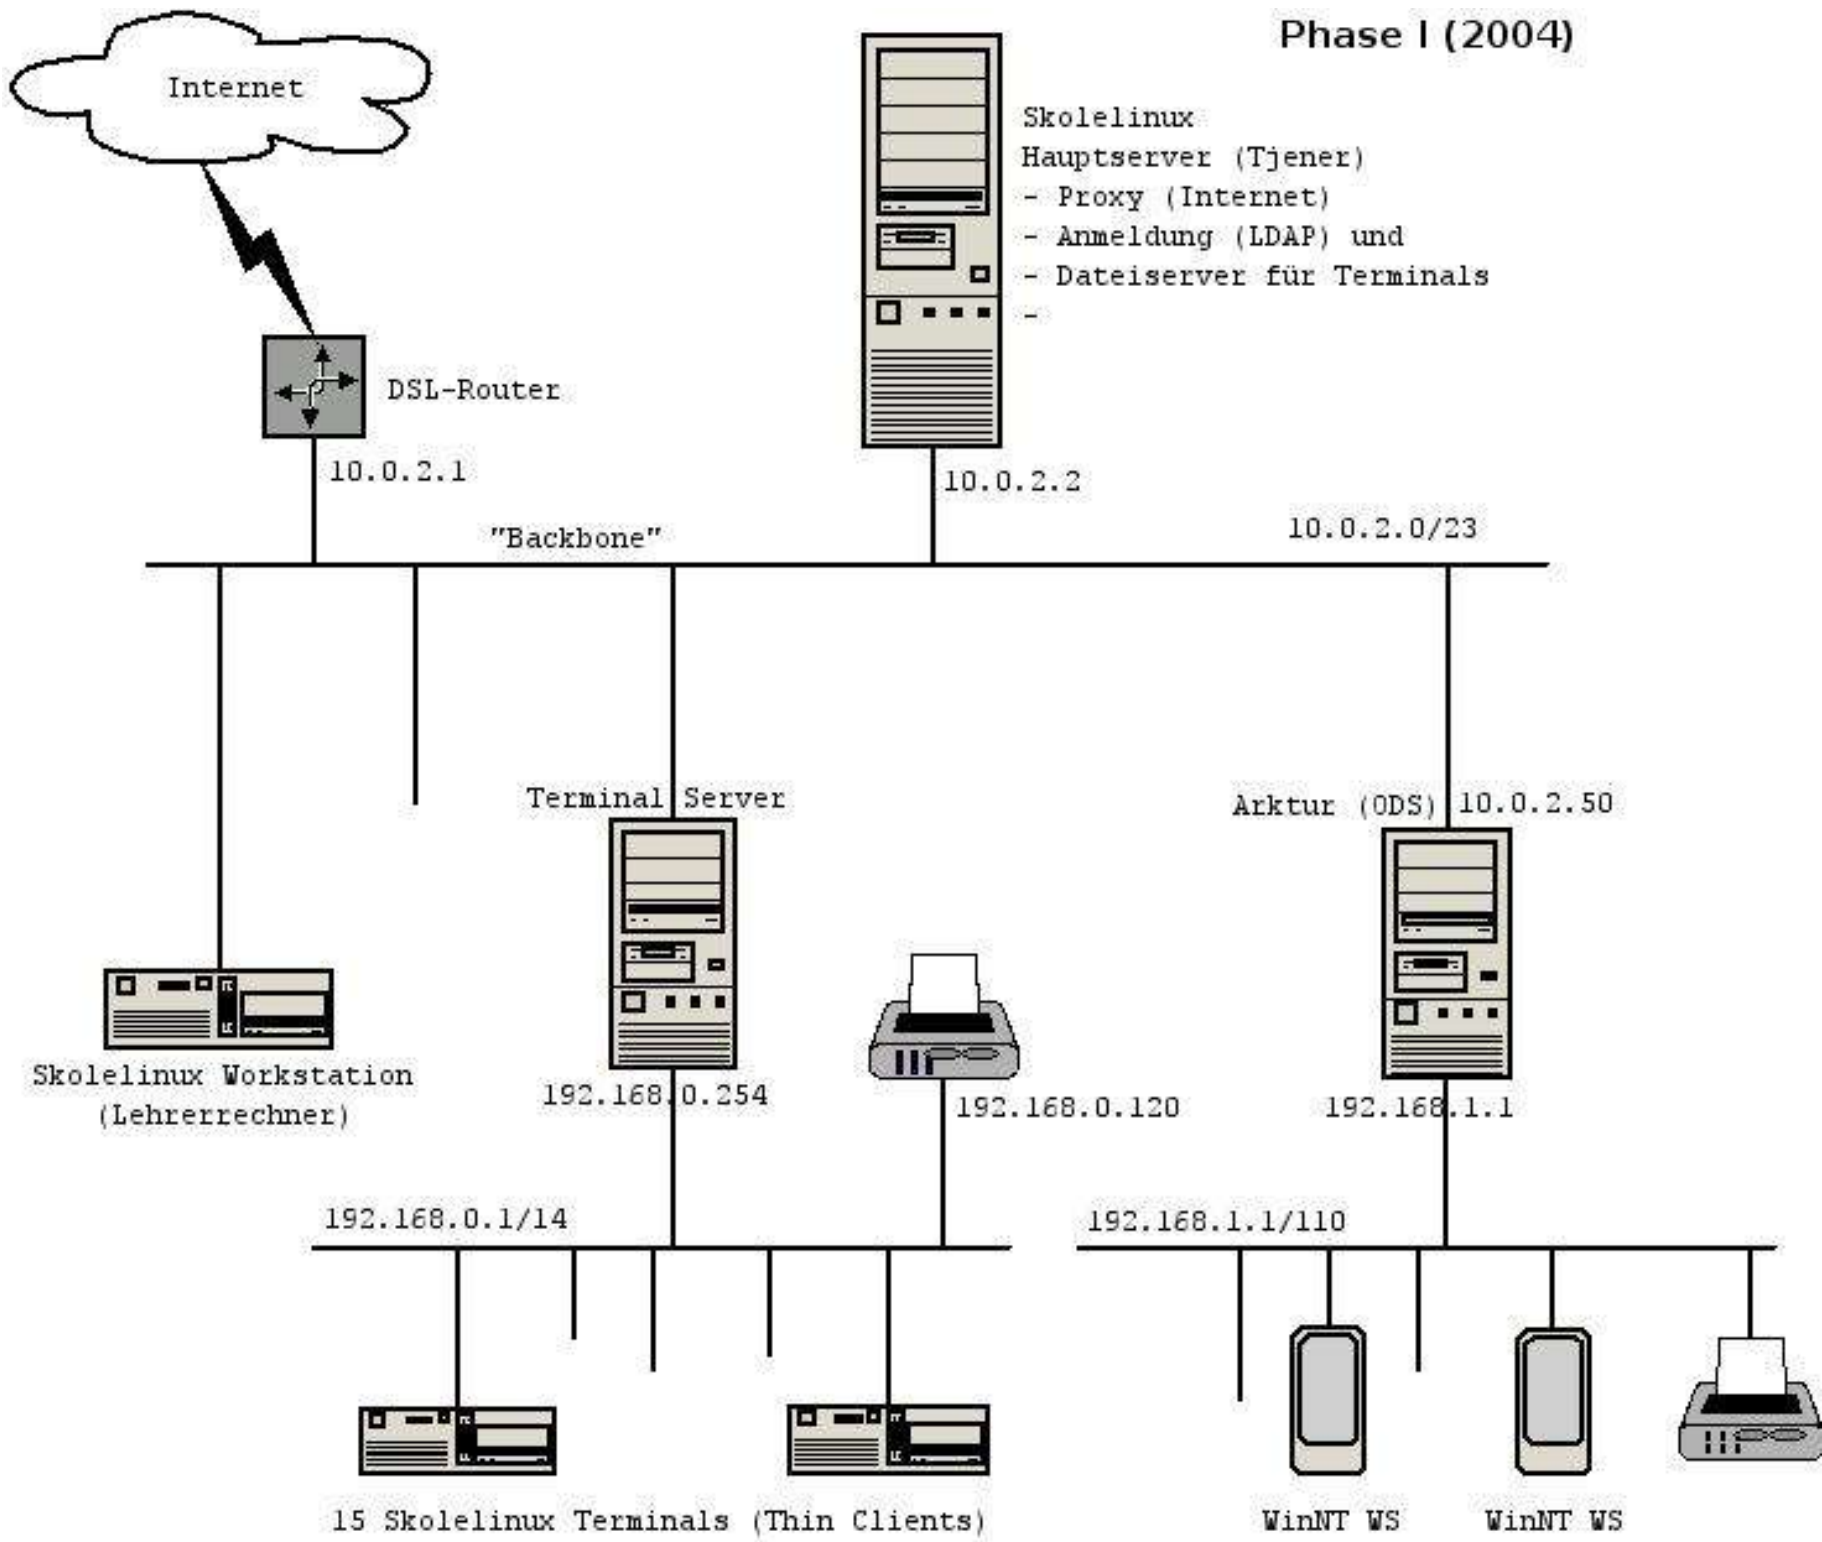 Phase I (2004)
Internet
Skolelinux
Hauptserver (Tjener)
- Proxy (Internet)
- Anmeldung (LDAP) und
- Dateiserver für Terminals
-
DSL-Router
10.0.2.1
10.0.2.2
"Backbone"
10.0.2.0/23
Terminal Server
Arktur (ODS) 10.0.2.50
Skolelinux Workstation
(Lehrerrechner)
192.168.0.254
192.168.0.120
192.168.1.1
192.168.0.1/14
192.168.1.1/110
15 Skolelinux Terminals (Thin Clients)
WinNT WS
WinNT WS